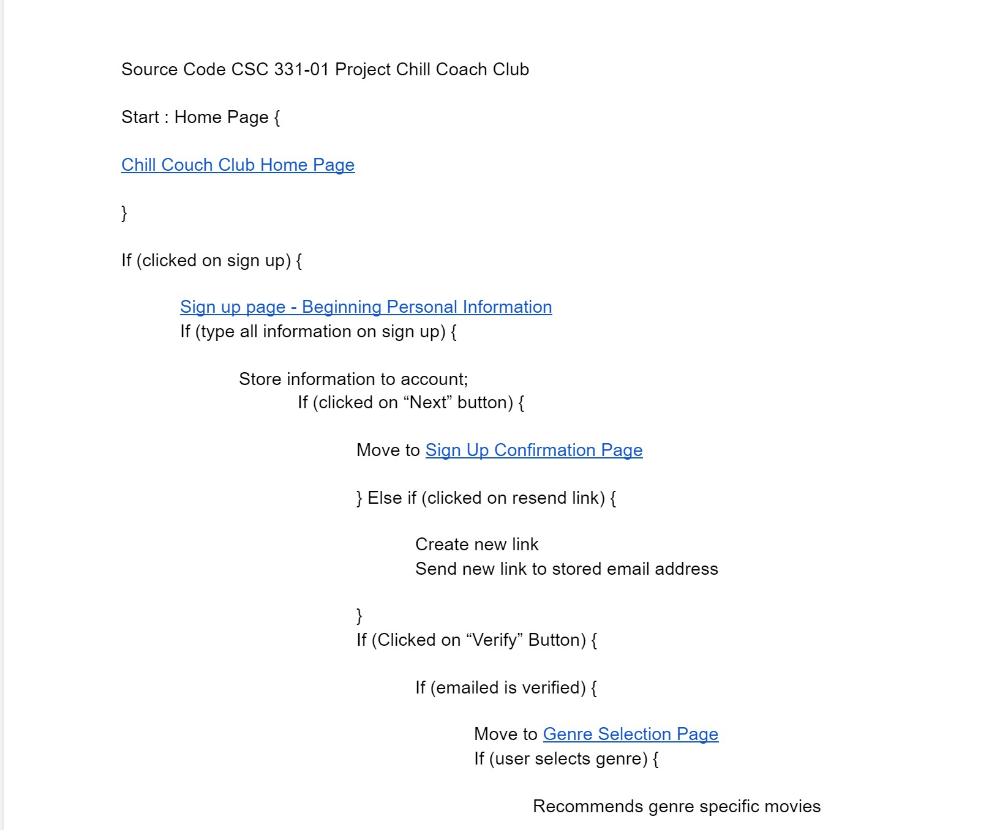 Source Code CSC 331-01 Project Chill Coach Club
Start : Home Page {
Chill Couch Club Home Page
}
If (clicked on sign up) {
Sign up page - Beginning Personal Information
If (type all information on sign up) {
Store information to account;
If (clicked on “Next” button) {
Move to Sign Up Confirmation Page
} Else if (clicked on resend link) {
Create new link
Send new link to stored email address
}
If (Clicked on “Verify” Button) {
If (emailed is verified) {
Move to Genre Selection Page
If (user selects genre) {
Recommends genre specific movies